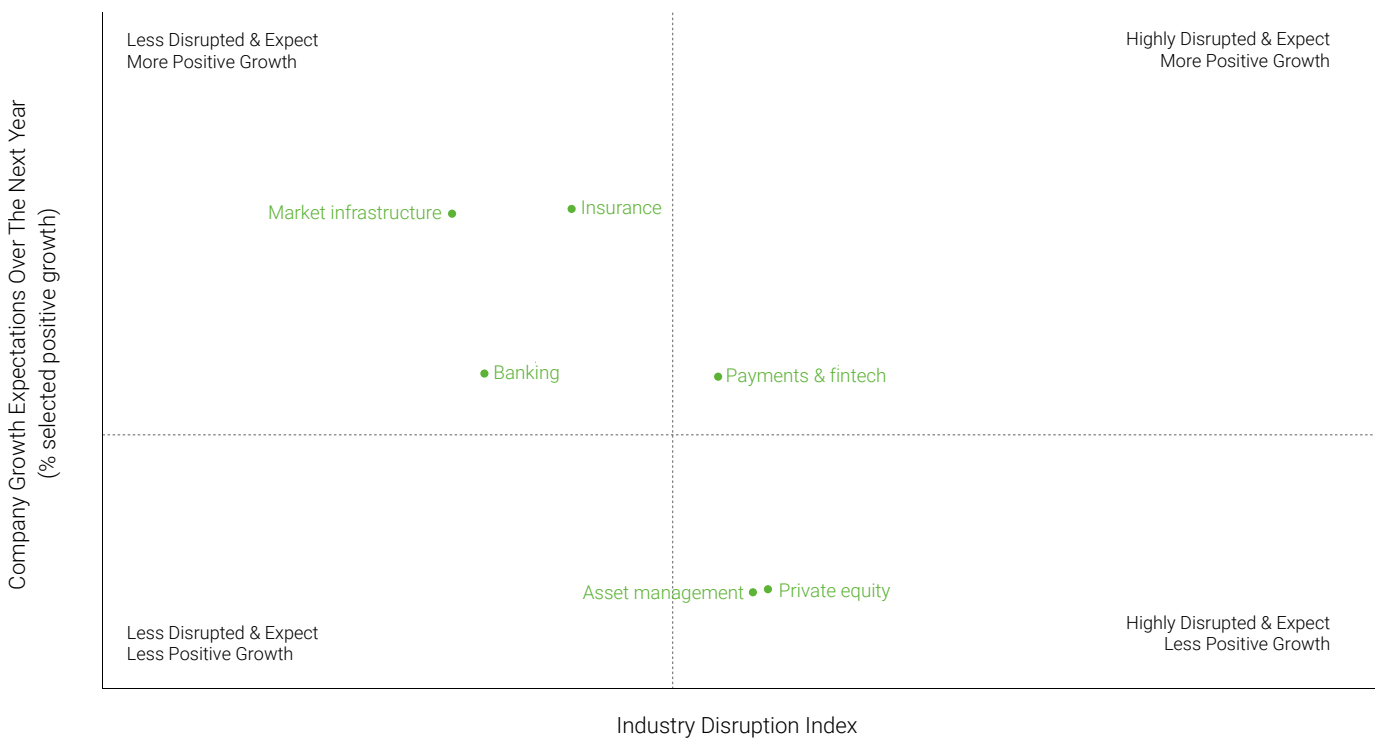 Less Disrupted & Expect
More Positive Growth
Highly Disrupted & Expect
More Positive Growth
Company Growth Expectations Over The Next Year
(% selected positive growth)
Market infrastructure
Insurance
Banking
Payments & fintech
Asset management
Private equity
Less Disrupted & Expect
Less Positive Growth
Highly Disrupted & Expect
Less Positive Growth
Industry Disruption Index